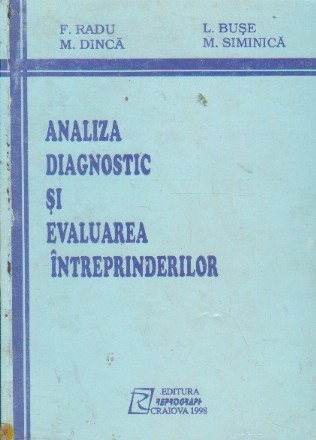 F. RADU L. BUȘE
M. DINCĂ M. SIMINICĂ
ANALIZA
DIAGNOSTIC
ȘI
EVALUAREA
ÎNTREPRINDERILOR
EDITURA
REPROGRAPH
CRAIOVA 1998